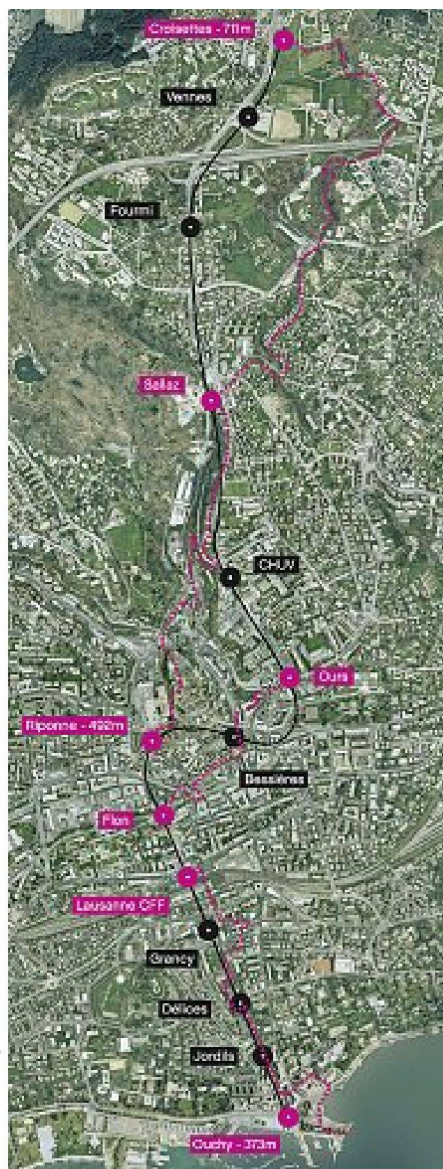 Croisettes - 711m
Vennes
Fourmi
Sallaz
CHUV
Ours
Riponne - 492m
Bessières
Flon
Lausanne CFF
Grancy
Délices
Jordils
Ouchy - 373m